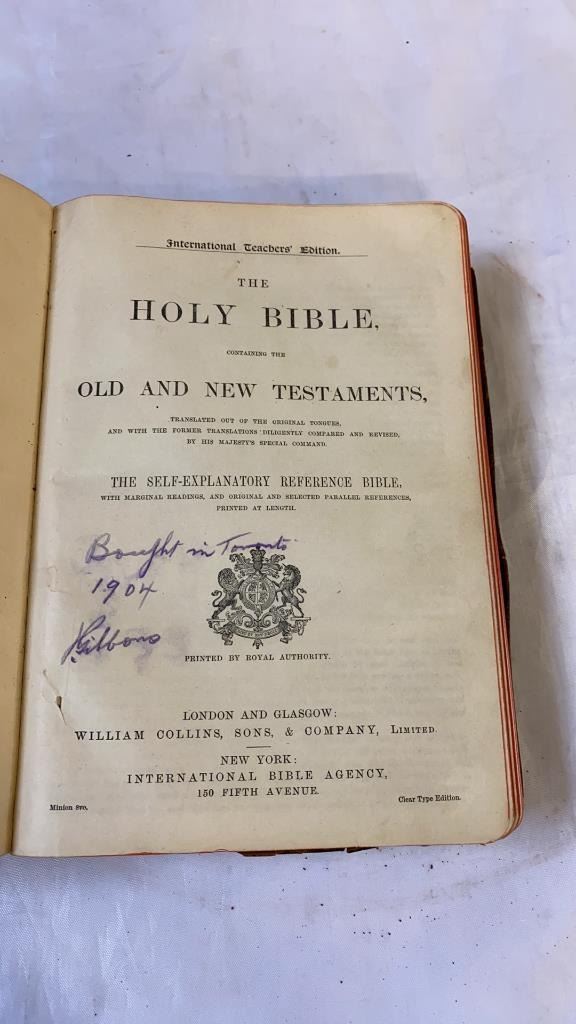 International Teachers' Edition.
THE
HOLY BIBLE,
CONTAINING THE
OLD AND NEW TESTAMENTS,
TRANSLATED OUT OF THE ORIGINAL TONGUES,
AND WITH THE FORMER TRANSLATIONS DILIGENTLY COMPARED AND REVISED,
BY HIS MAJESTY'S SPECIAL COMMAND.
THE SELF-EXPLANATORY REFERENCE BIBLE,
WITH MARGINAL READINGS, AND ORIGINAL AND SELECTED PARALLEL REFERENCES,
PRINTED AT LENGTH.
Bought in Toronto
1904
Gibbons
PRINTED BY ROYAL AUTHORITY.
LONDON AND GLASGOW:
WILLIAM COLLINS, SONS, & COMPANY, LIMITED.
NEW YORK:
INTERNATIONAL BIBLE AGENCY,
150 FIFTH AVENUE.
Minion 8vo.
Clear Type Edition.